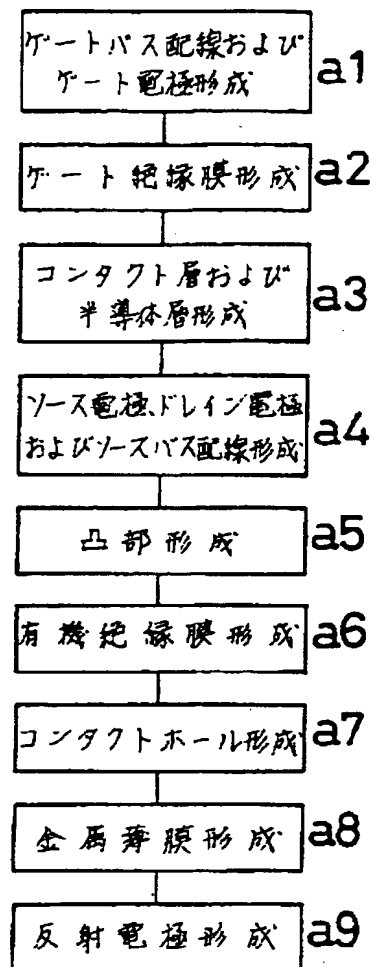 ゲートバス配線および
ゲート電極形成
a1
ゲート絶縁膜形成
a2
コンタクト層および
半導体層形成
a3
ソース電極、ドレイン電極
およびソースバス配線形成
a4
凸部形成
a5
有機絶縁膜形成
a6
コンタクトホール形成
a7
金属薄膜形成
a8
反射電極形成
a9